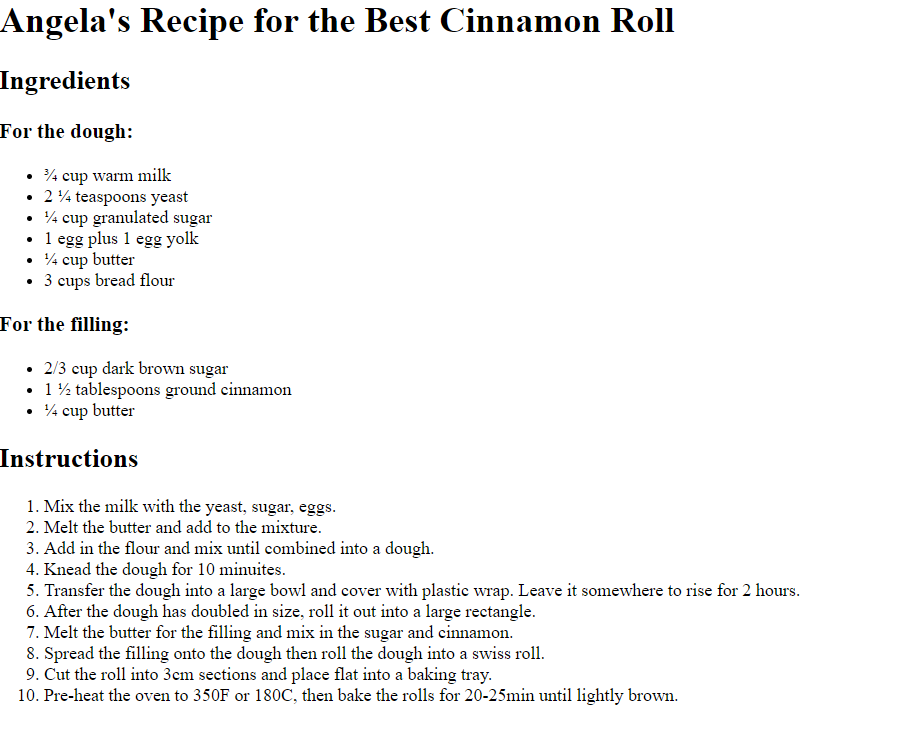 Angela's Recipe for the Best Cinnamon Roll
Ingredients
For the dough:
• ¾ cup warm milk
• 2 ¼ teaspoons yeast
• ¼ cup granulated sugar
• 1 egg plus 1 egg yolk
• ¼ cup butter
• 3 cups bread flour
For the filling:
• 2/3 cup dark brown sugar
• 1 ½ tablespoons ground cinnamon
• ¼ cup butter
Instructions
1. Mix the milk with the yeast, sugar, eggs.
2. Melt the butter and add to the mixture.
3. Add in the flour and mix until combined into a dough.
4. Knead the dough for 10 minuites.
5. Transfer the dough into a large bowl and cover with plastic wrap. Leave it somewhere to rise for 2 hours.
6. After the dough has doubled in size, roll it out into a large rectangle.
7. Melt the butter for the filling and mix in the sugar and cinnamon.
8. Spread the filling onto the dough then roll the dough into a swiss roll.
9. Cut the roll into 3cm sections and place flat into a baking tray.
10. Pre-heat the oven to 350F or 180C, then bake the rolls for 20-25min until lightly brown.